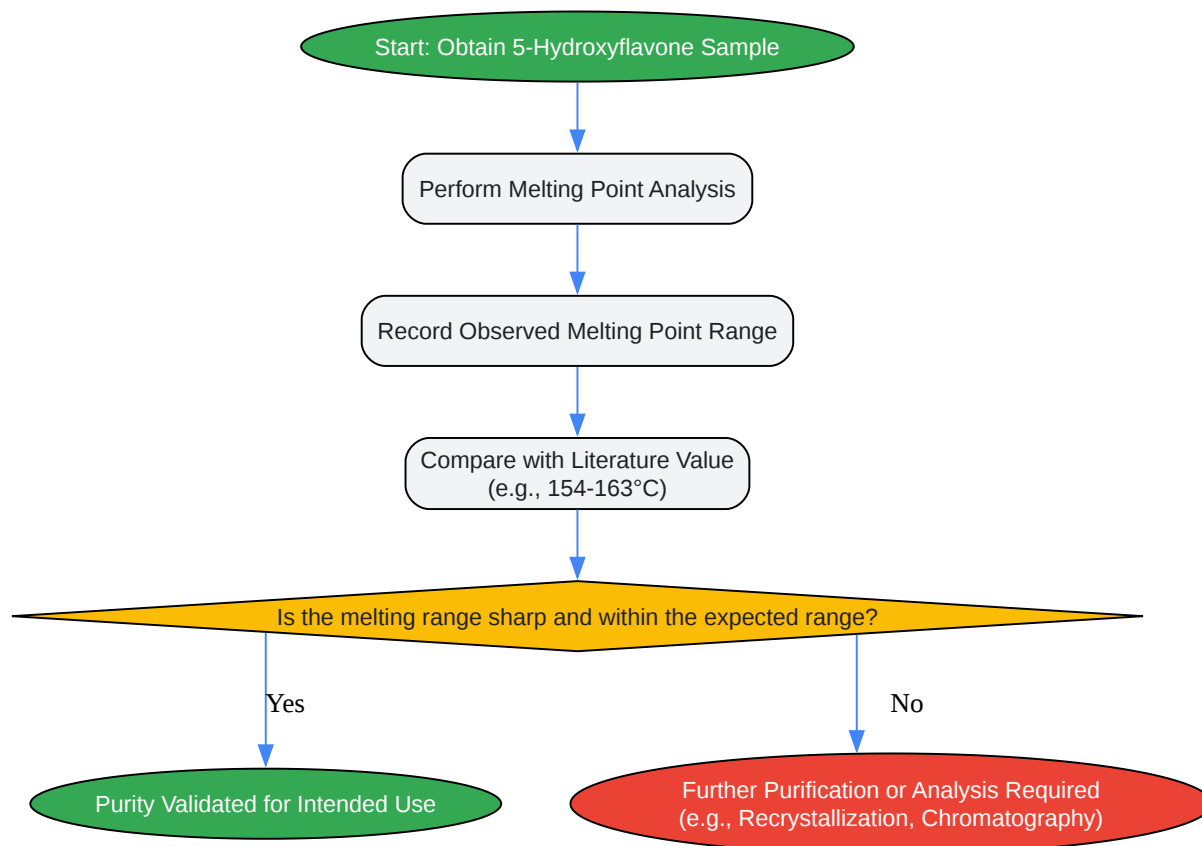 Start: Obtain 5-Hydroxyflavone Sample
Perform Melting Point Analysis
Record Observed Melting Point Range
Compare with Literature Value
(e.g., 154-163°C)
Is the melting range sharp and within the expected range?
Yes
No
Purity Validated for Intended Use
Further Purification or Analysis Required
(e.g., Recrystallization, Chromatography)